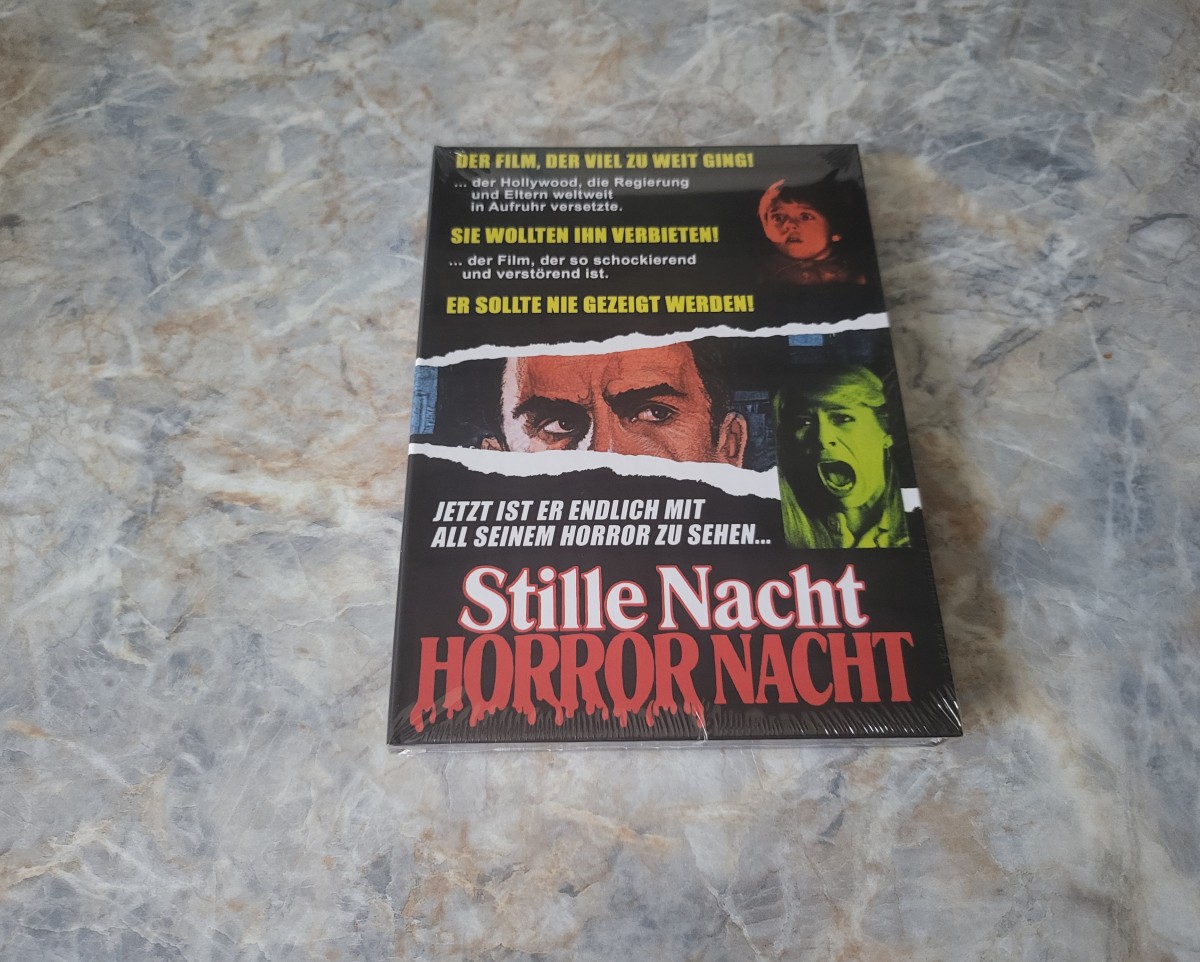 DER FILM, DER VIEL ZU WEIT GING!
... der Hollywood, die Regierung
und Eltern weltweit
in Aufruhr versetzte.
SIE WOLLTEN IHN VERBIETEN!
... der Film, der so schockierend
und verstörend ist.
ER SOLLTE NIE GEZEIGT WERDEN!
JETZT IST ER ENDLICH MIT
ALL SEINEM HORROR ZU SEHEN...
Stille Nacht
HORROR NACHT